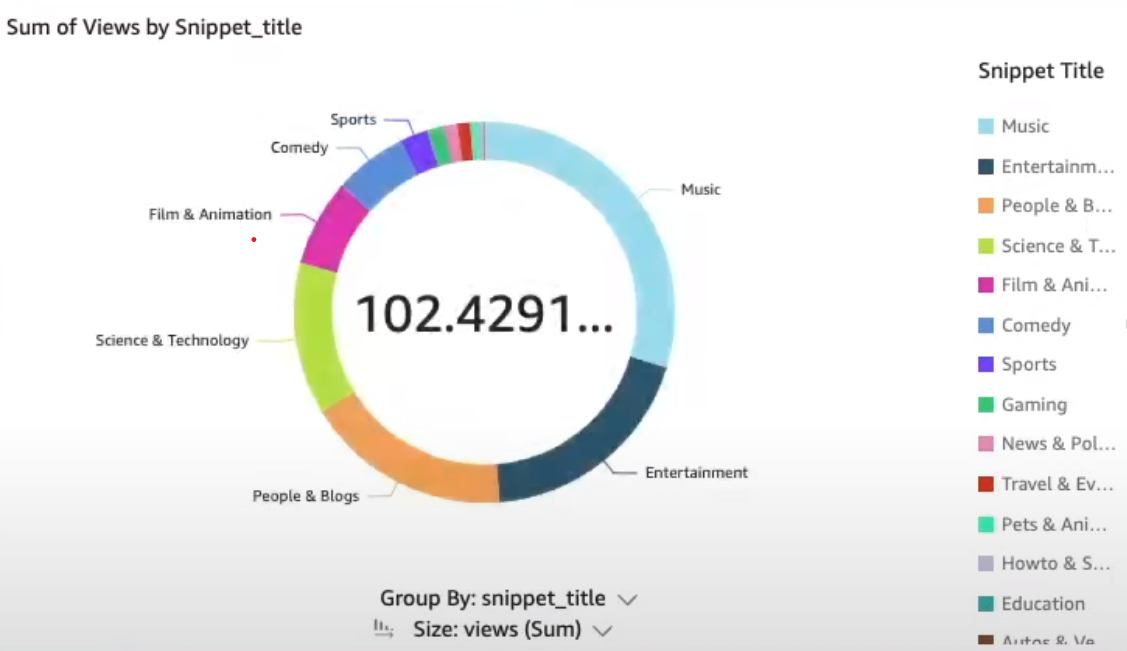 Sum of Views by Snippet_title
Snippet Title
Sports
Comedy
Film & Animation
Music
Science & Technology
Entertainment
People & Blogs
102.4291...
Music
Entertainm...
People & B...
Science & T...
Film & Ani...
Comedy
Sports
Gaming
News & Pol...
Travel & Ev...
Pets & Ani...
Howto & S...
Education
Autos & Ve
Group By: snippet_title
Size: views (Sum)